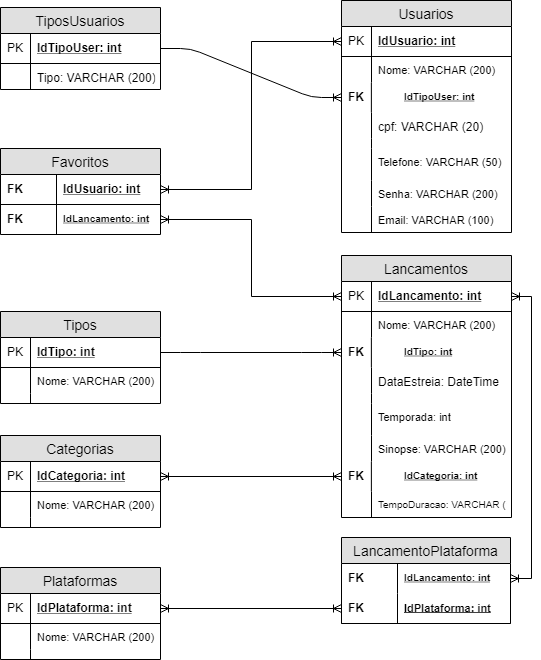 TiposUsuarios
PK IdTipoUser: int
Tipo: VARCHAR (200)
Usuarios
PK IdUsuario: int
Nome: VARCHAR (200)
FK IdTipoUser: int
cpf: VARCHAR (20)
Telefone: VARCHAR (50)
Senha: VARCHAR (200)
Email: VARCHAR (100)
Favoritos
FK IdUsuario: int
FK IdLancamento: int
Lancamentos
PK IdLancamento: int
Nome: VARCHAR (200)
FK IdTipo: int
DataEstreia: DateTime
Temporada: int
Sinopse: VARCHAR (200)
FK IdCategoria: int
TempoDuracao: VARCHAR (
Tipos
PK IdTipo: int
Nome: VARCHAR (200)
Categorias
PK IdCategoria: int
Nome: VARCHAR (200)
LancamentoPlataforma
FK IdLancamento: int
FK IdPlataforma: int
Plataformas
PK IdPlataforma: int
Nome: VARCHAR (200)